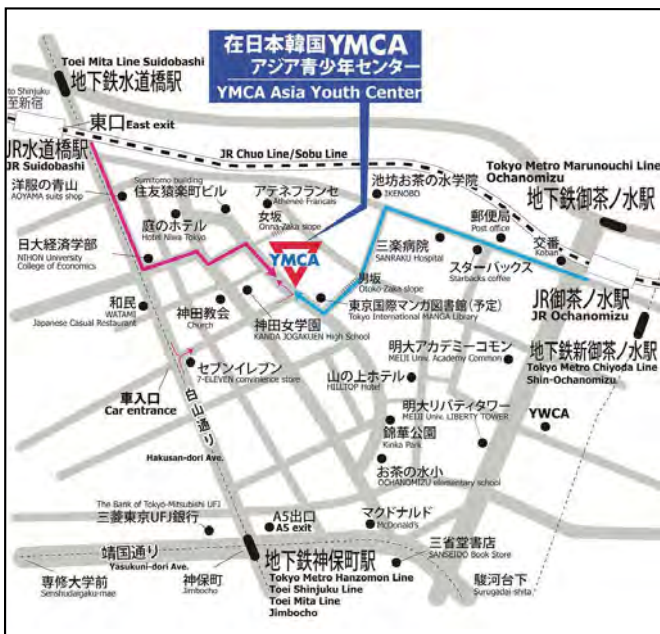 在日本韓国YMCA
アジア青少年センター
YMCA Asia Youth Center
Toei Mita Line Suidobashi
地下鉄水道橋駅
to Shinjuku
至新宿
東口East exit
JR水道橋駅
JR Suidobashi
JR Chuo Line/Sobu Line
Tokyo Metro Marunouchi Line
Ochanomizu
地下鉄御茶ノ水駅
洋服の青山
AOYAMA suits shop
Sumitomo building
住友猿楽町ビル
アテネフランセ
Atheneé Francais
池坊お茶の水学院
IKENOBO
庭のホテル
Hotel Niwa Tokyo
女坂
Onna-Zaka slope
郵便局
Post office
交番
Koban
日大経済学部
NIHON University
College of Economics
YMCA
三楽病院
SANRAKU Hospital
スターバックス
Starbacks coffee
男坂
Otoko-Zaka slope
JR御茶ノ水駅
JR Ochanomizu
和民
WATAMI
Japanese Casual Restaurant
神田教会
Church
神田女学園
KANDA JOGAKUEN High School
東京国際マンガ図書館(予定)
Tokyo International MANGA Library
地下鉄新御茶ノ水駅
Tokyo Metro Chiyoda Line
Shin-Ochanomizu
明大アカデミーコモン
MEIJI Univ. Academy Common
セブンイレブン
7-ELEVEN convinience store
山の上ホテル
HILLTOP Hotel
車入口
Car entrance
白山通り
Hakusan-dori Ave.
明大リバティタワー
MEIJI Univ. LIBERTY TOWER
YWCA
錦華公園
Kinka Park
お茶の水小
OCHANOMIZU elementary school
The Bank of Tokyo-Mitsubishi UFJ
三菱東京UFJ銀行
A5出口
A5 exit
マクドナルド
McDonald's
三省堂書店
SANSEIDO Book Store
靖国通り
Yasukuni-dori Ave.
専修大学前
Senshudaigaku-mae
神保町
Jimbocho
地下鉄神保町駅
Tokyo Metro Hanzomon Line
Toei Shinjuku Line
Toei Mita Line
Jimbocho
駿河台下
Surugadai-shita